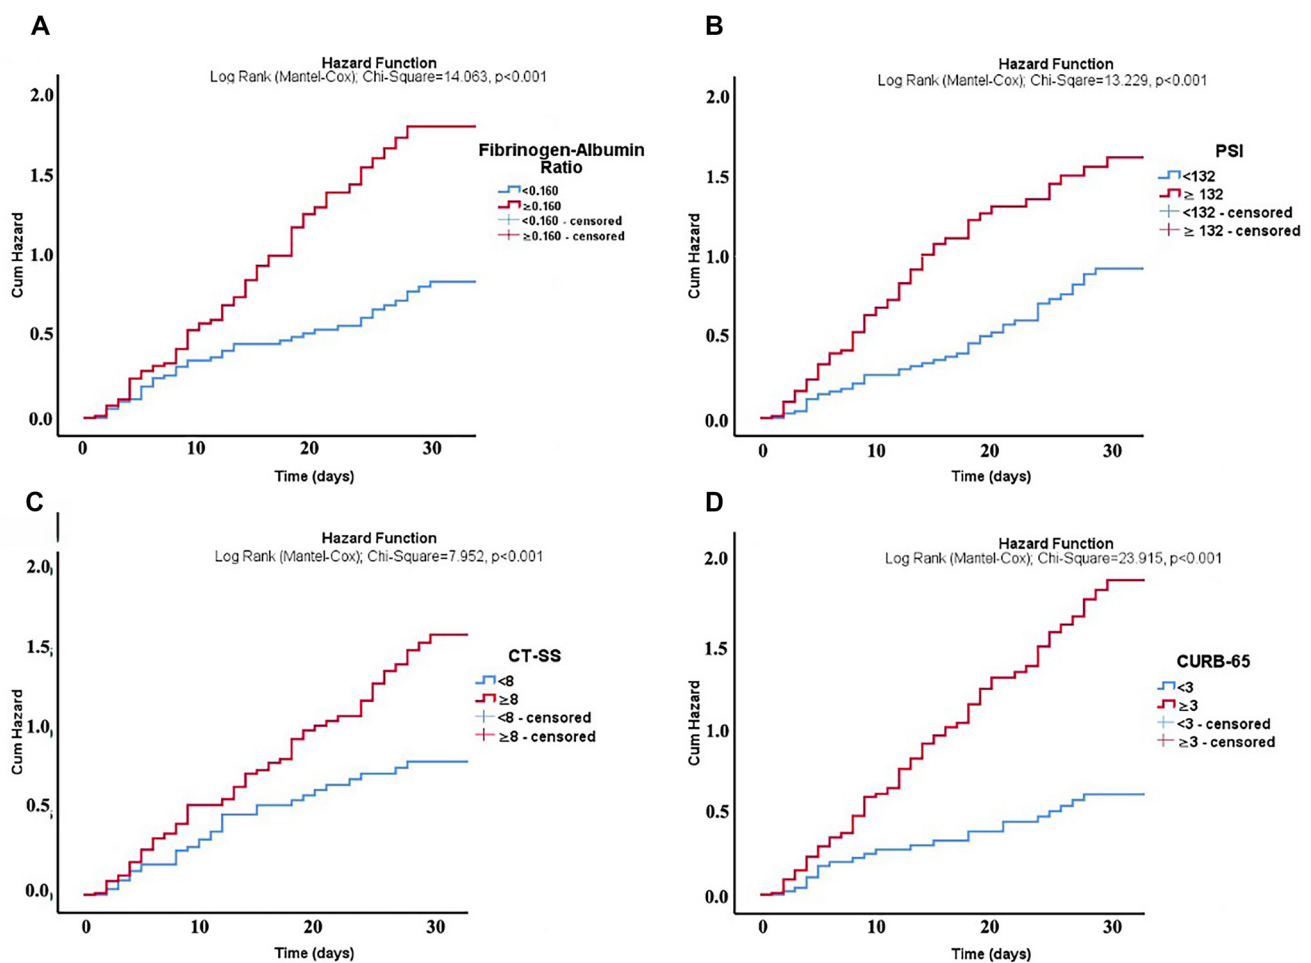 A
Hazard Function
Log Rank (Mantel-Cox); Chi-Square=14.063, p<0.001
2.0
1.5
1.0
0.5
0.0
Cum Hazard
0 10 20 30
Time (days)
Fibrinogen-Albumin
Ratio
<0.160
≥0.160
<0.160 - censored
≥0.160 - censored
B
Hazard Function
Log Rank (Mantel-Cox); Chi-Sqare=13.229, p<0.001
2.0
1.5
1.0
0.5
0.0
Cum Hazard
0 10 20 30
Time (days)
PSI
<132
≥ 132
<132 - censored
≥ 132 - censored
C
Hazard Function
Log Rank (Mantel-Cox); Chi-Square=7.952, p<0.001
2.0
1.5
1.0
0.5
0.0
Cum Hazard
0 10 20 30
Time (days)
CT-SS
<8
≥8
<8 - censored
≥8 - censored
D
Hazard Function
Log Rank (Mantel-Cox); Chi-Sqare=23.915, p<0.001
2.0
1.5
1.0
0.5
0.0
Cum Hazard
0 10 20 30
Time (days)
CURB-65
<3
≥3
<3 - censored
≥3 - censored